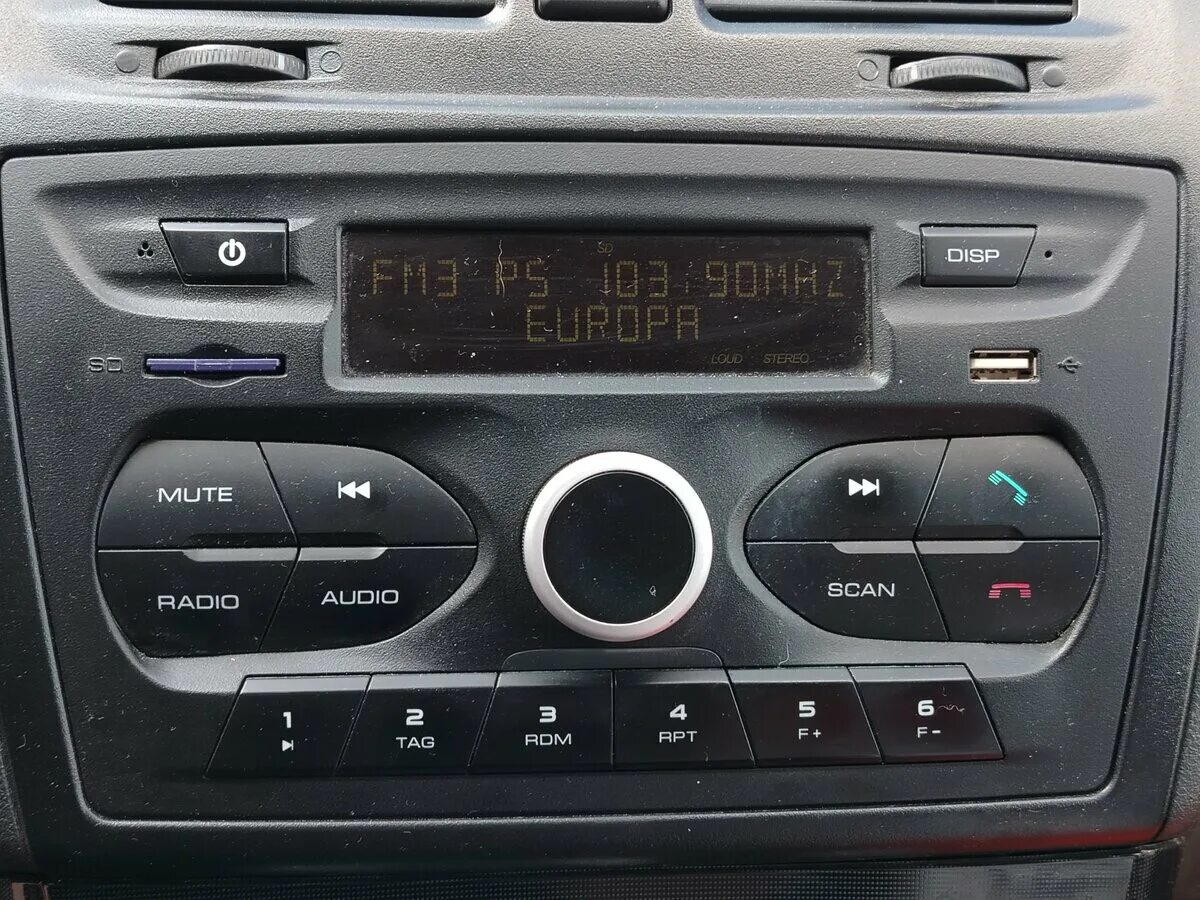 DISP
SD
FM3 P5 103.90MHZ
EUROPA
LOUD STEREO
SD
MUTE
RADIO
AUDIO
SCAN
1
2
TAG
3
RDM
4
RPT
5
F+
6
F-